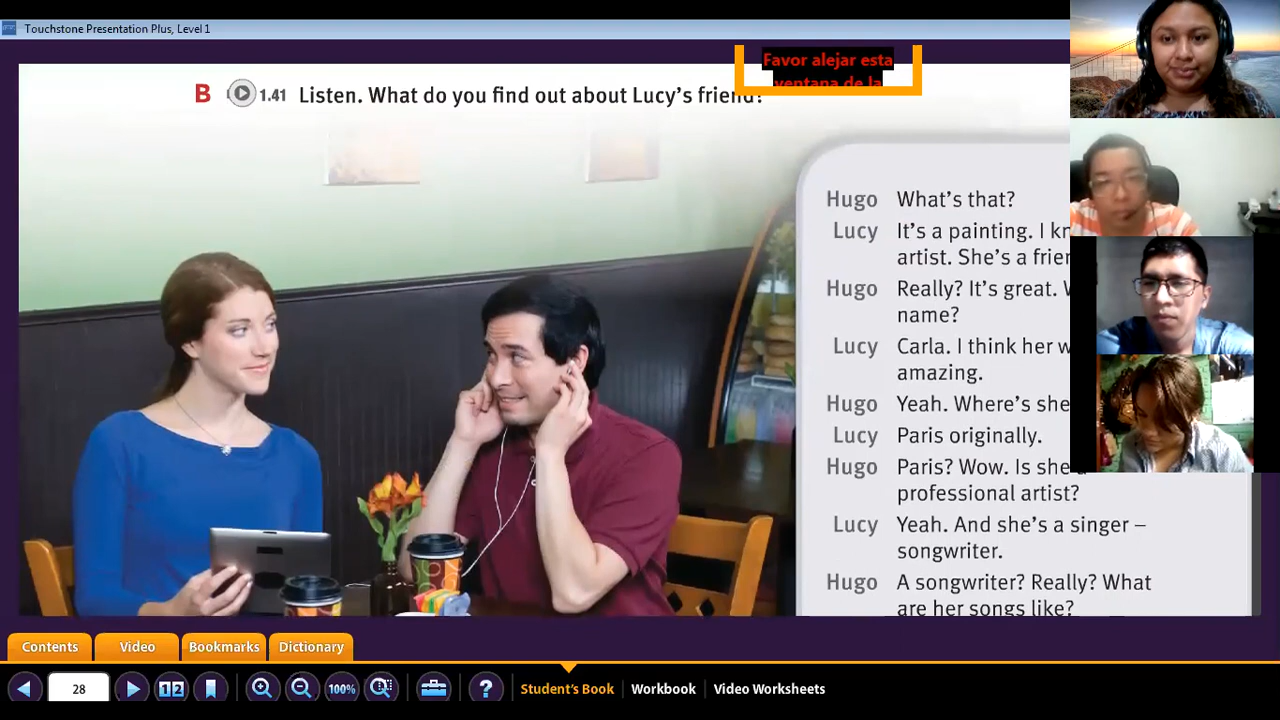 Touchstone Presentation Plus, Level 1
Favor alejar esta
ventana de la
B 1.41 Listen. What do you find out about Lucy's friend?
Hugo What's that?
Lucy It's a painting. I
artist. She's a
Hugo Really? It's great.
name?
Lucy Carla. I think her
amazing.
Hugo Yeah. Where's she
Lucy Paris originally.
Hugo Paris? Wow. Is she
professional artist?
Lucy Yeah. And she's a singer –
songwriter.
Hugo A songwriter? Really? What
are her songs like?
Contents Video Bookmarks Dictionary
28 12 100% ? Student's Book Workbook Video Worksheets